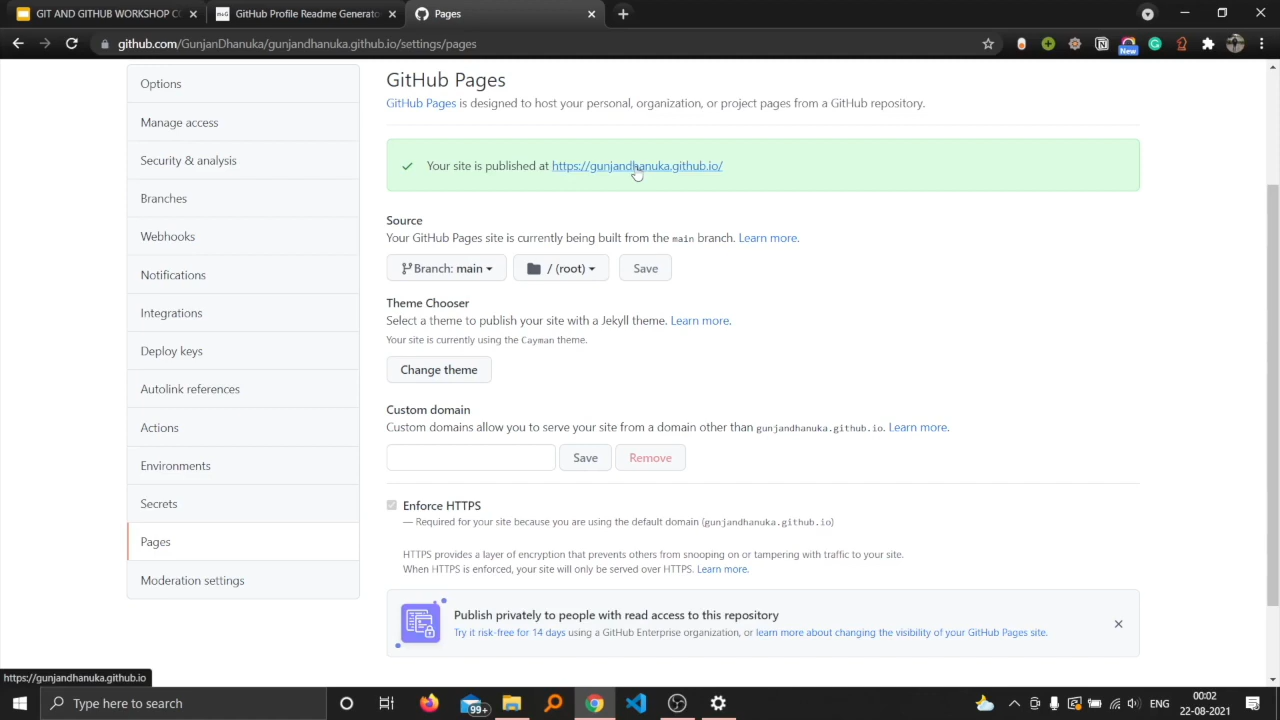 GIT AND GITHUB WORKSHOP CC
GitHub Profile Readme Generato
Pages
github.com/GunjanDhanuka/gunjandhanuka.github.io/settings/pages
New
Options
Manage access
Security & analysis
Branches
Webhooks
Notifications
Integrations
Deploy keys
Autolink references
Actions
Environments
Secrets
Pages
Moderation settings
GitHub Pages
GitHub Pages is designed to host your personal, organization, or project pages from a GitHub repository.
Your site is published at https://gunjandhanuka.github.io/
Source
Your GitHub Pages site is currently being built from the main branch. Learn more.
Branch: main
/ (root)
Save
Theme Chooser
Select a theme to publish your site with a Jekyll theme. Learn more.
Your site is currently using the Cayman theme.
Change theme
Custom domain
Custom domains allow you to serve your site from a domain other than gunjandhanuka.github.io. Learn more.
Save
Remove
Enforce HTTPS
— Required for your site because you are using the default domain (gunjandhanuka.github.io)
HTTPS provides a layer of encryption that prevents others from snooping on or tampering with traffic to your site.
When HTTPS is enforced, your site will only be served over HTTPS. Learn more.
Publish privately to people with read access to this repository
Try it risk-free for 14 days using a GitHub Enterprise organization, or learn more about changing the visibility of your GitHub Pages site.
https://gunjandhanuka.github.io
Type here to search
99+
ENG
00:02
22-08-2021